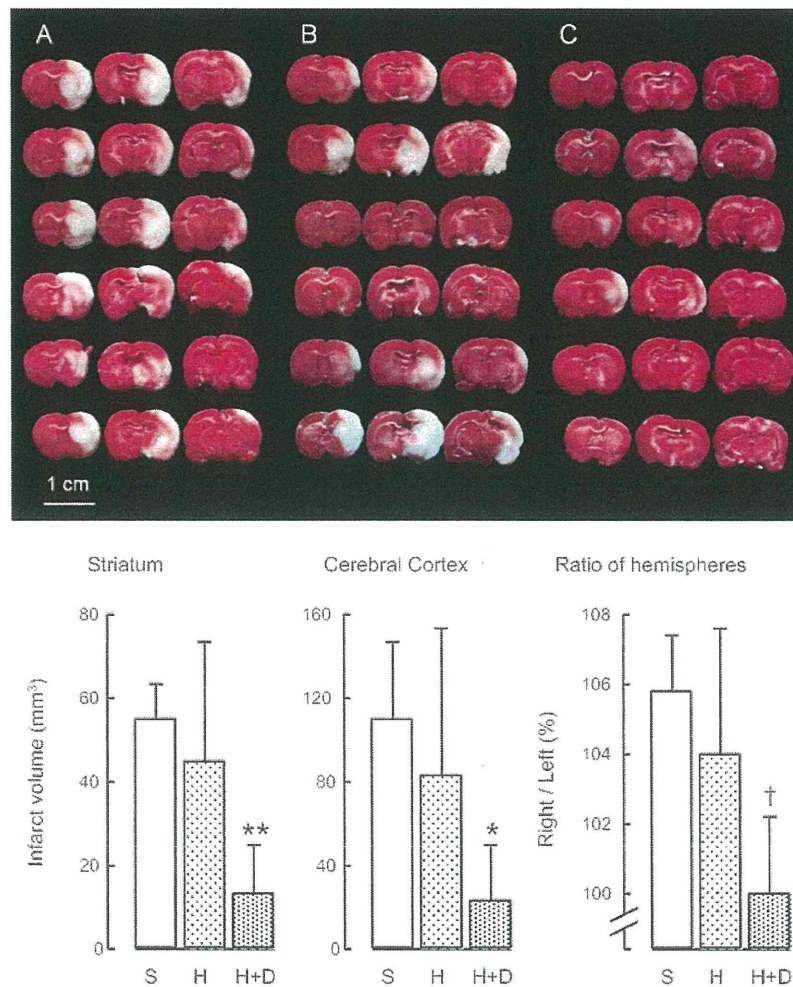 A B C
1 cm
Striatum
Cerebral Cortex
Ratio of hemispheres
Infarct volume (mm³)
80
60
40
20
0
**
S H H+D
160
120
80
40
0
*
S H H+D
Right / Left (%)
108
106
104
102
100
†
S H H+D